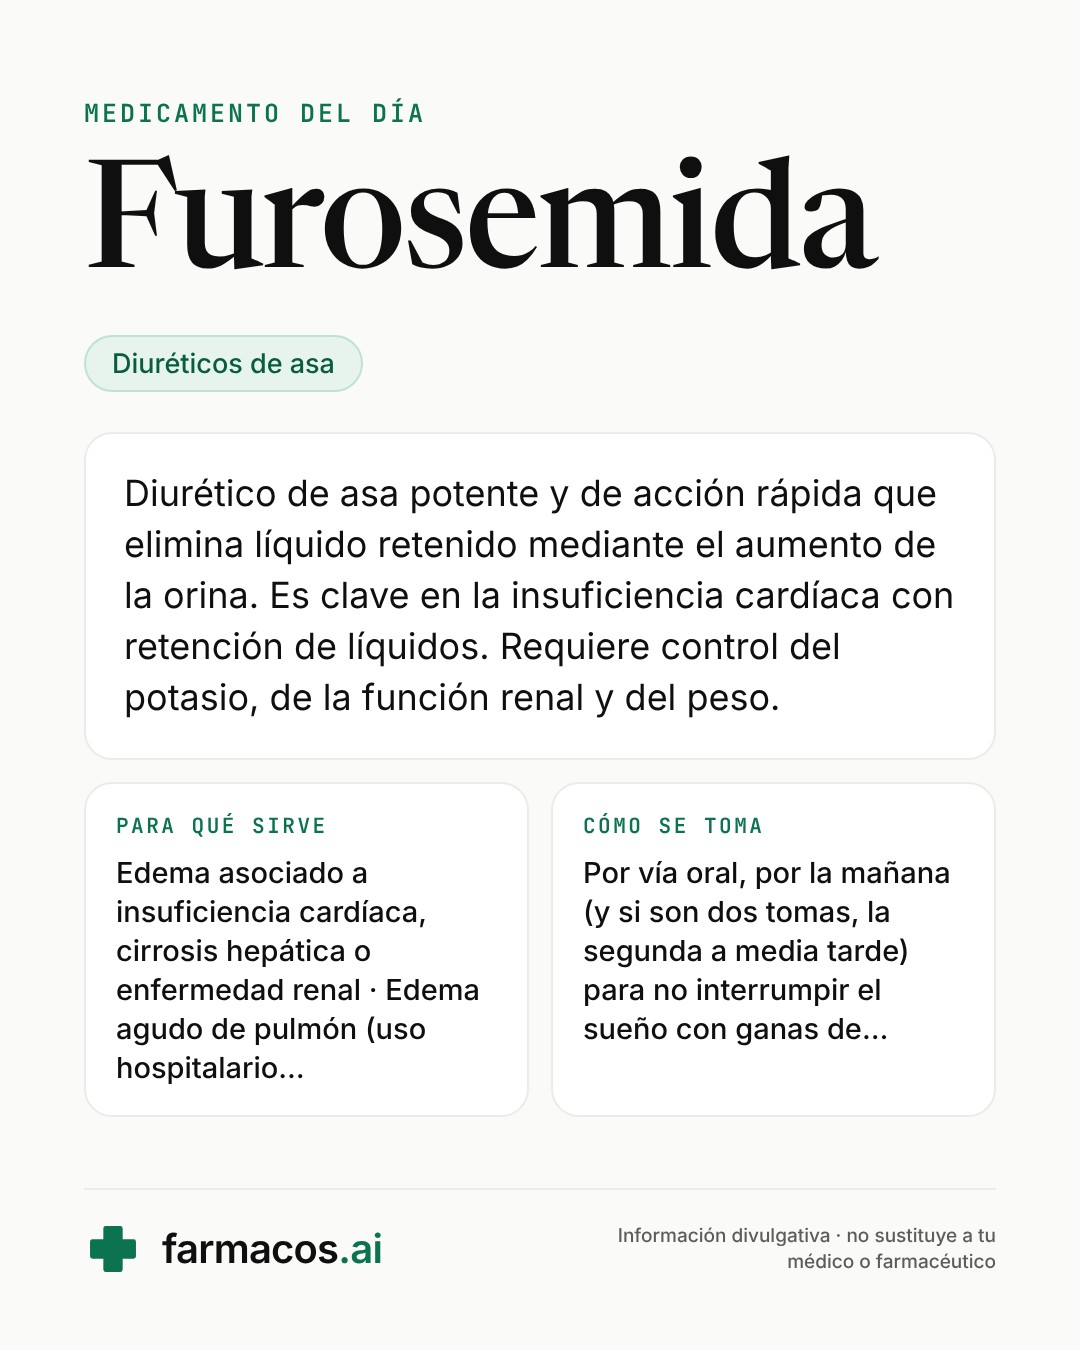 MEDICAMENTO DEL DÍA
Furosemida
Diuréticos de asa
Diurético de asa potente y de acción rápida que
elimina líquido retenido mediante el aumento de
la orina. Es clave en la insuficiencia cardíaca con
retención de líquidos. Requiere control del
potasio, de la función renal y del peso.
PARA QUÉ SIRVE
Edema asociado a
insuficiencia cardíaca,
cirrosis hepática o
enfermedad renal · Edema
agudo de pulmón (uso
hospitalario...
CÓMO SE TOMA
Por vía oral, por la mañana
(y si son dos tomas, la
segunda a media tarde)
para no interrumpir el
sueño con ganas de...
farmacos.ai
Información divulgativa · no sustituye a tu
médico o farmacéutico